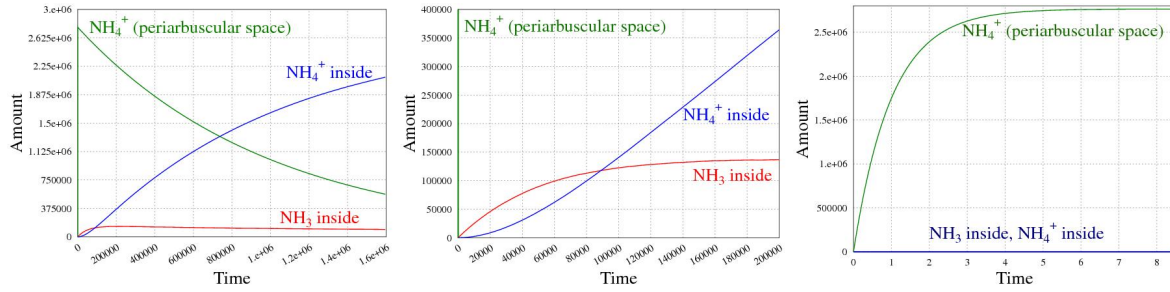 3.e+06
2.625e+06
2.25e+06
1.875e+06
1.5e+06
1.125e+06
750000
375000
0
Amount
NH₄⁺ (periarbuscular space)
NH₄⁺ inside
NH₃ inside
0
200000
400000
600000
800000
1.e+06
1.2e+06
1.4e+06
1.6e+06
Time
400000
350000
300000
250000
200000
150000
100000
50000
0
Amount
NH₄⁺ (periarbuscular space)
NH₄⁺ inside
NH₃ inside
0
20000
40000
60000
80000
100000
120000
140000
160000
180000
200000
Time
2.5e+06
2.e+06
1.5e+06
1.e+06
500000
0
Amount
NH₄⁺ (periarbuscular space)
NH₃ inside, NH₄⁺ inside
0 1 2 3 4 5 6 7 8
Time